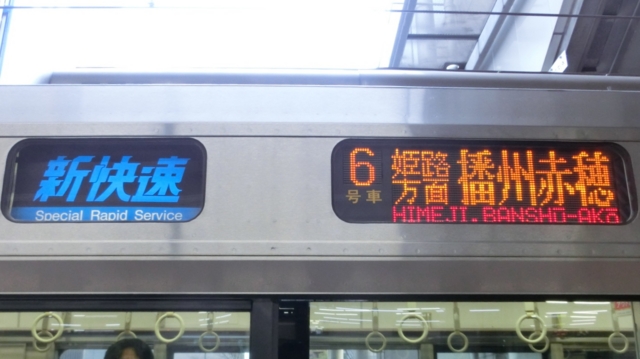 新快速
Special Rapid Service
6
号車
姫路
方面
播州赤穂
HIMEJI.BANSHŪ-AKŌ